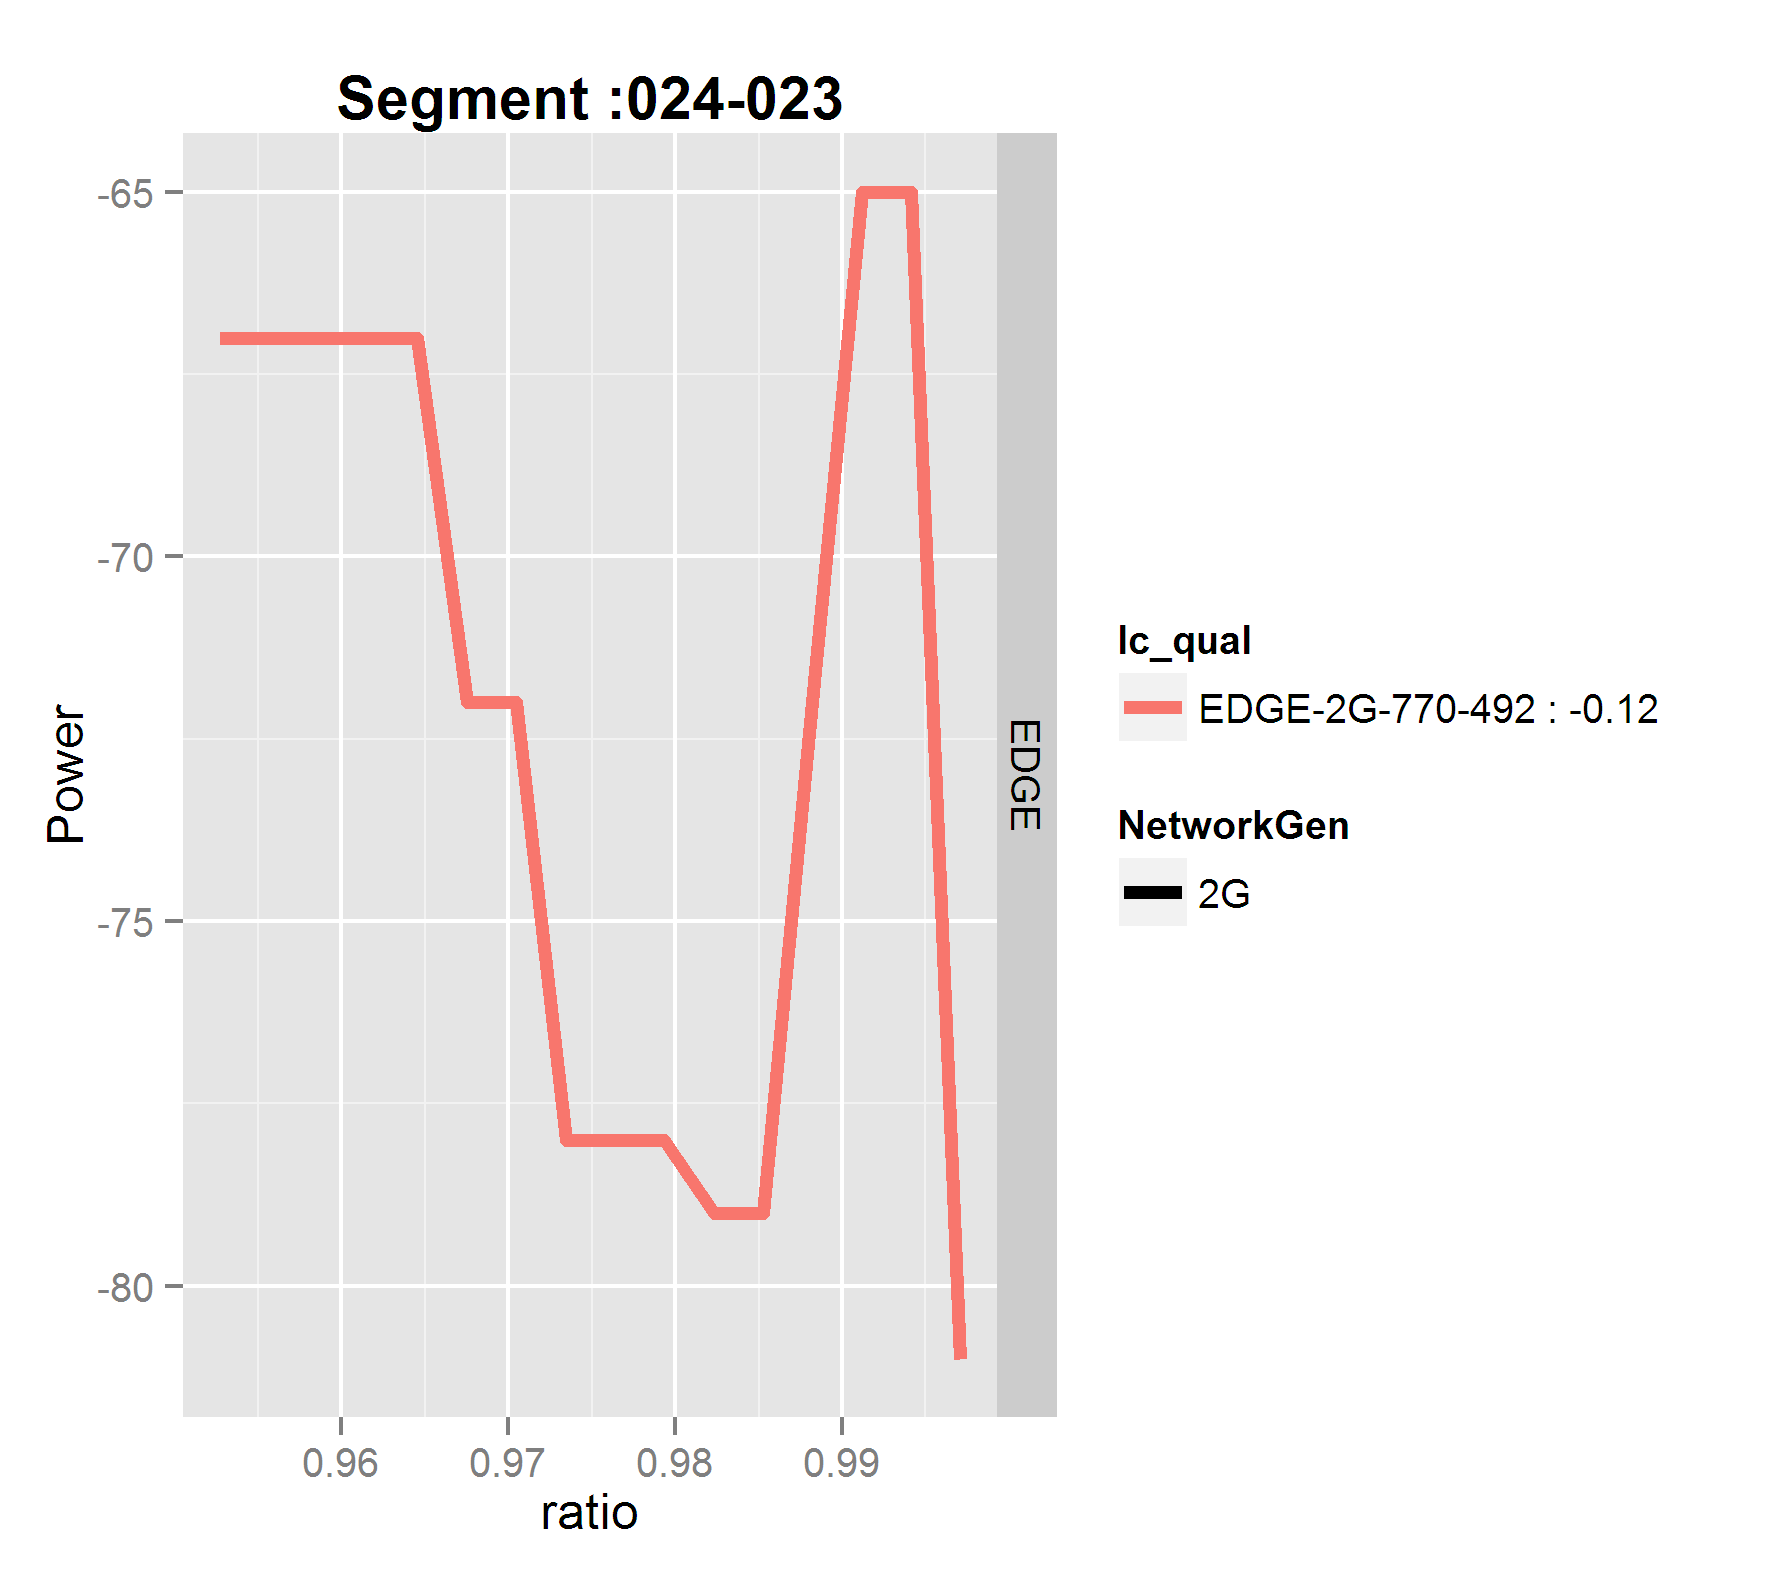 Segment :024-023
-65
-70
-75
-80
Power
EDGE
0.96 0.97 0.98 0.99
ratio
lc_qual
EDGE-2G-770-492 : -0.12
NetworkGen
2G